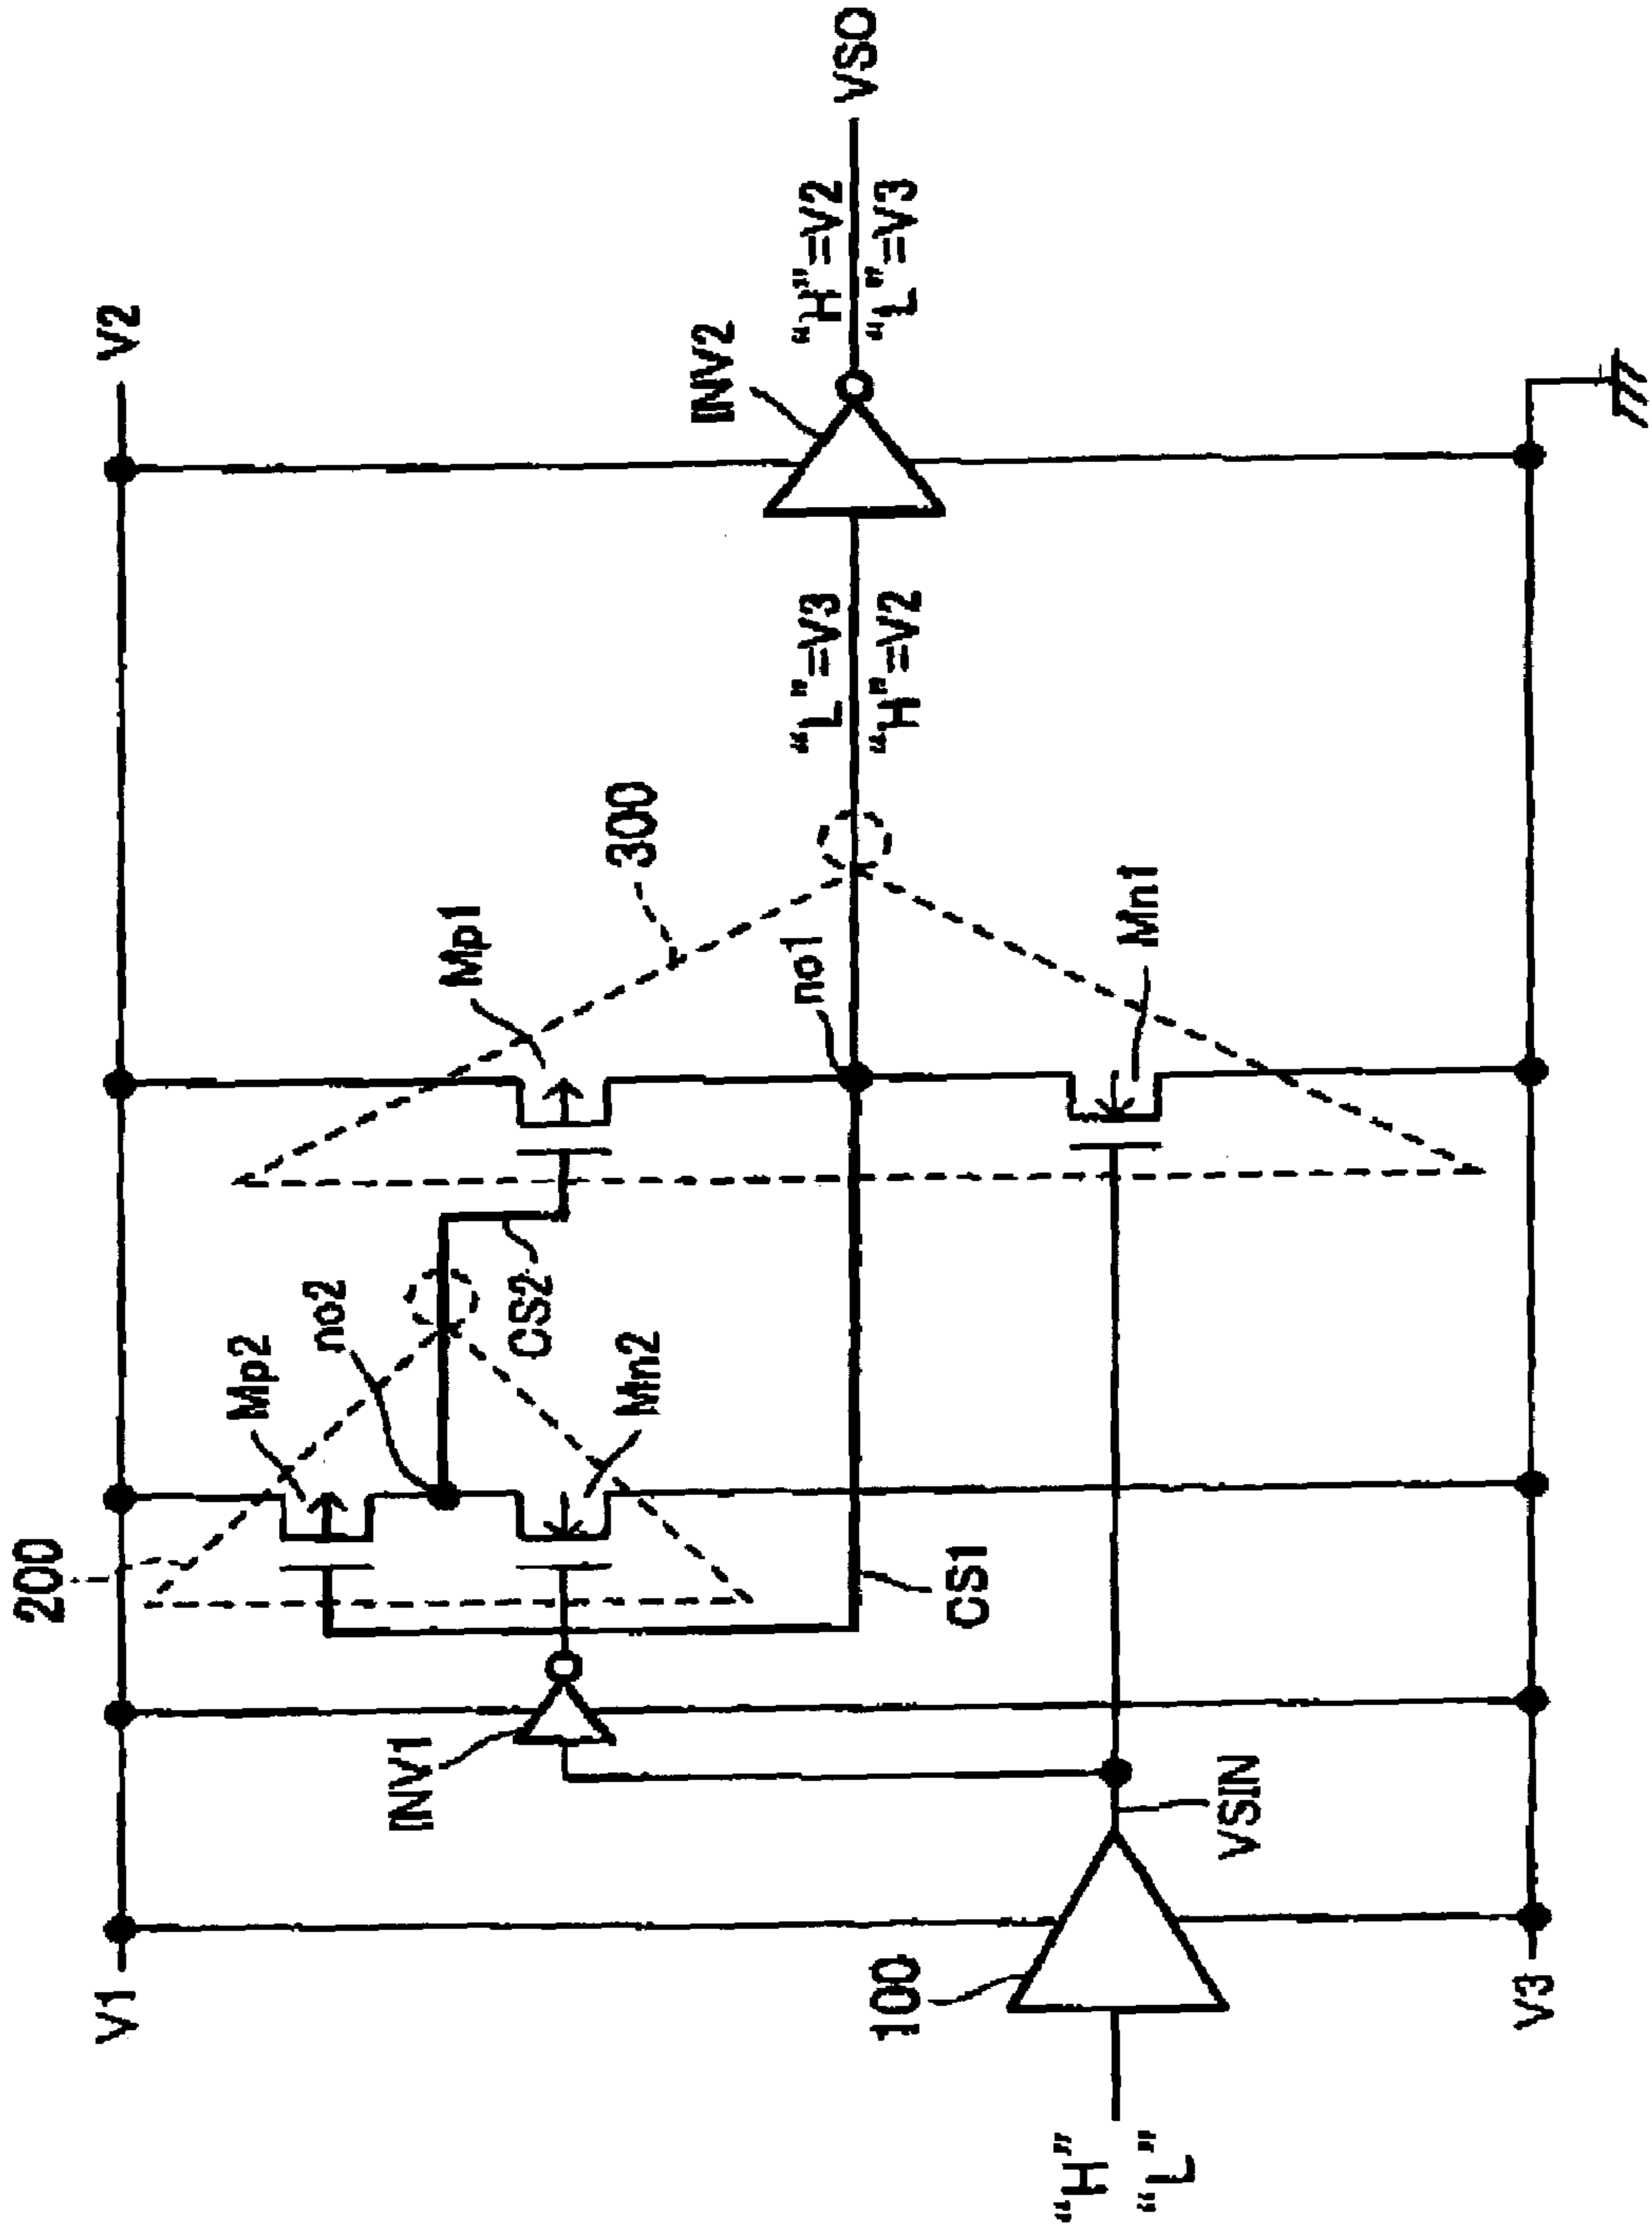 V1
V2
200
Mp2
no2
Mp1
300
INV1
Mn2
CS2
no1
INV2
"L"=V3
"H"=V2
"H"=V2
"L"=V3
VSO
CS1
100
VSIN
Mn1
"H"
"L"
V3